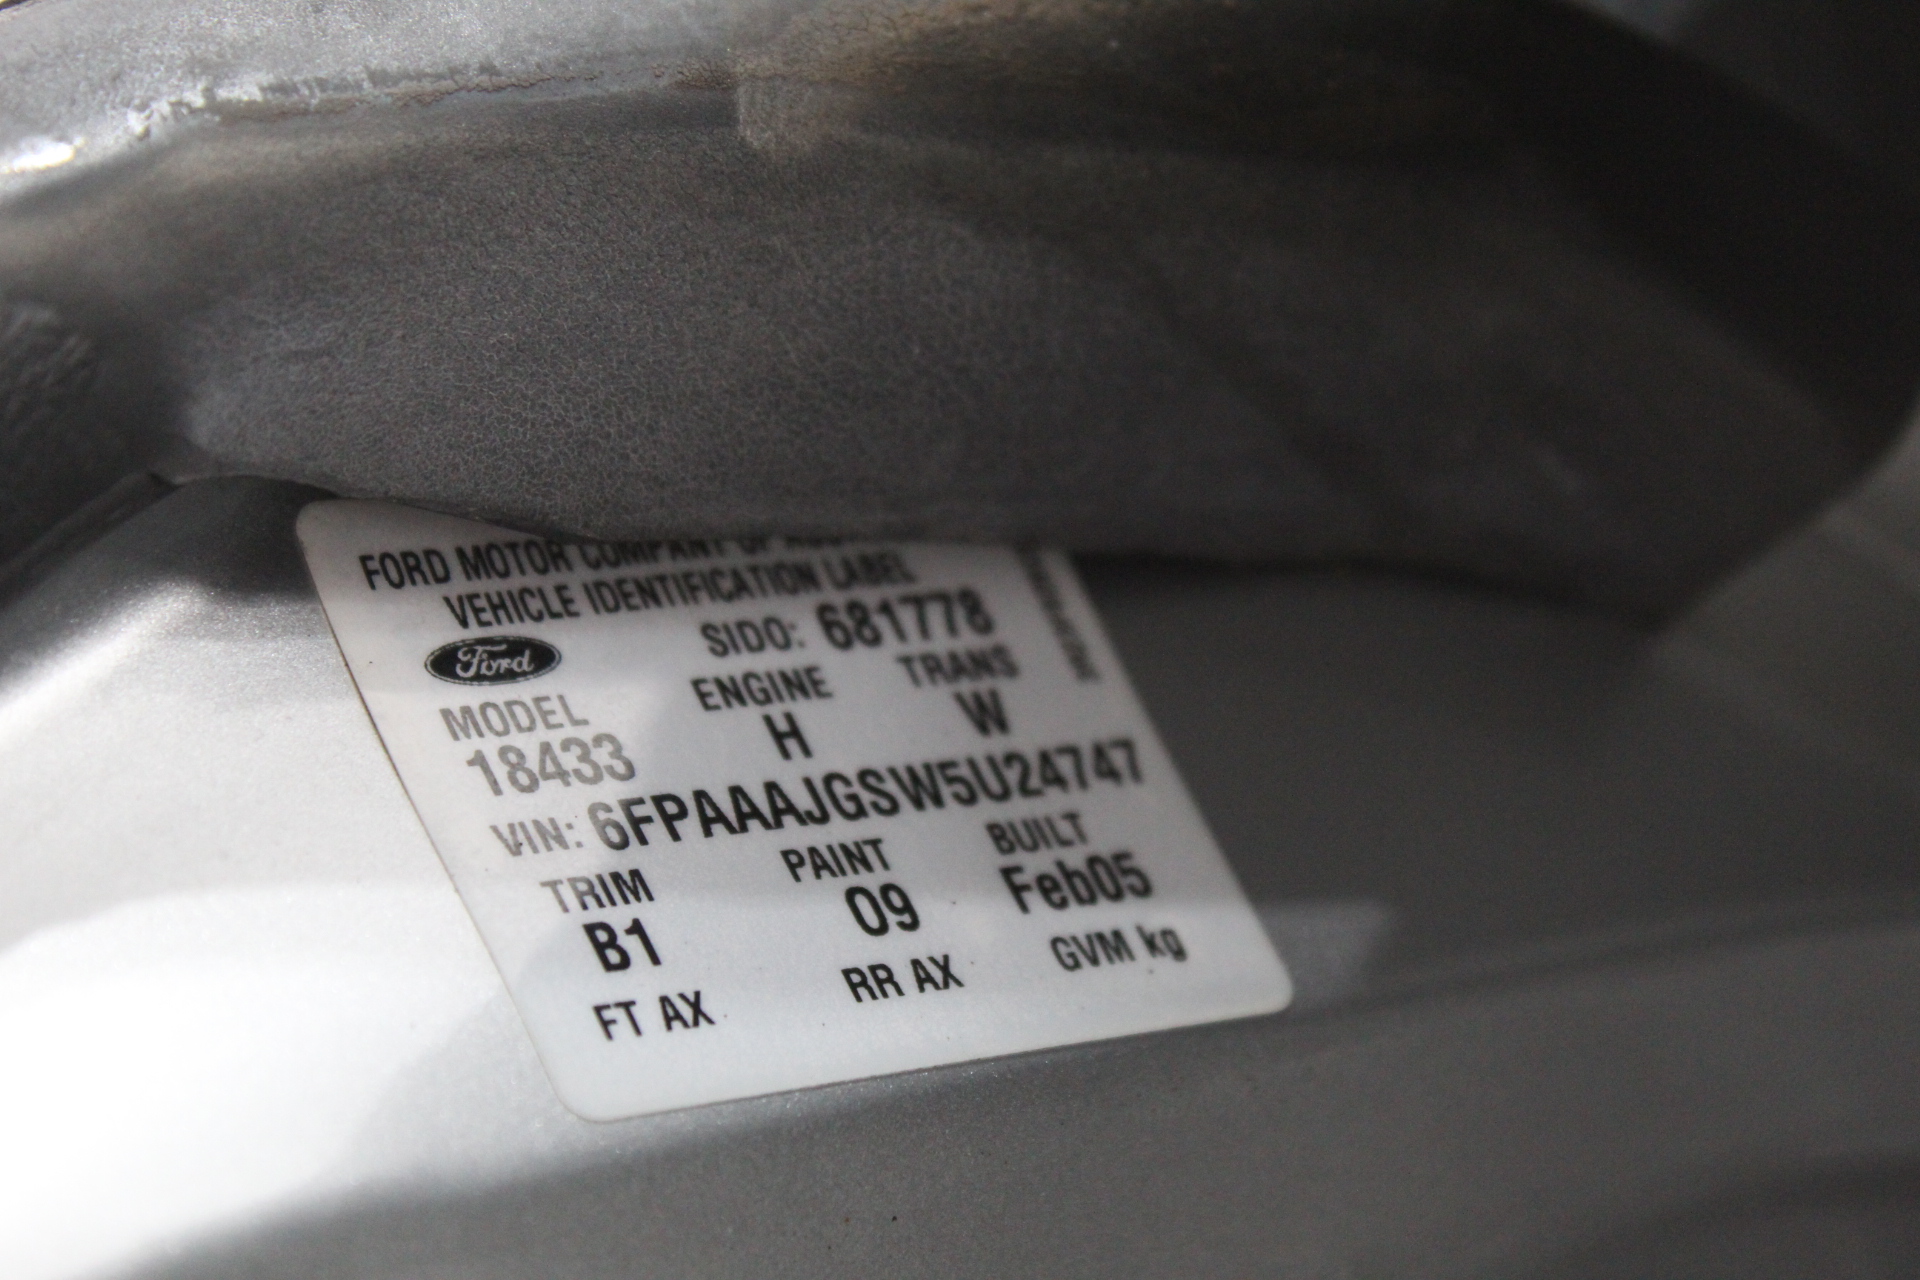 FORD MOTOR COMPANY OF
VEHICLE IDENTIFICATION LABEL
Ford
SIDO: 681778
MODEL ENGINE TRANS
18433 H W
VIN: 6FPAAAJGSW5U24747
TRIM PAINT BUILT
B1 09 Feb05
FT AX RR AX GVM kg